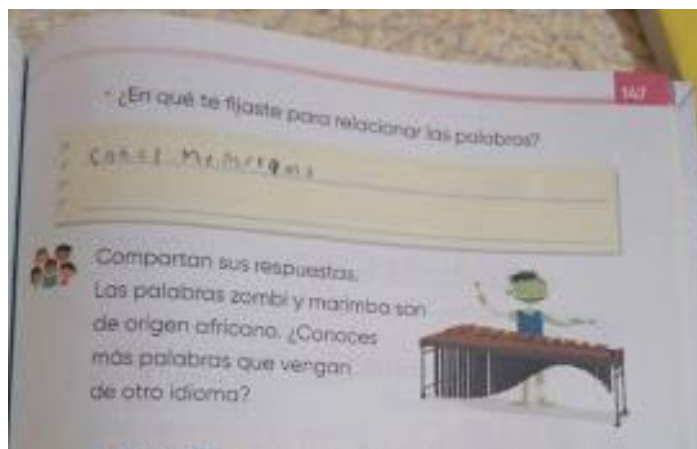 147
- ¿En qué te fijaste para relacionar las palabras?
Compartan sus respuestas.
Las palabras zombi y marimba son
de origen africano. ¿Conoces
más palabras que vengan
de otro idioma?